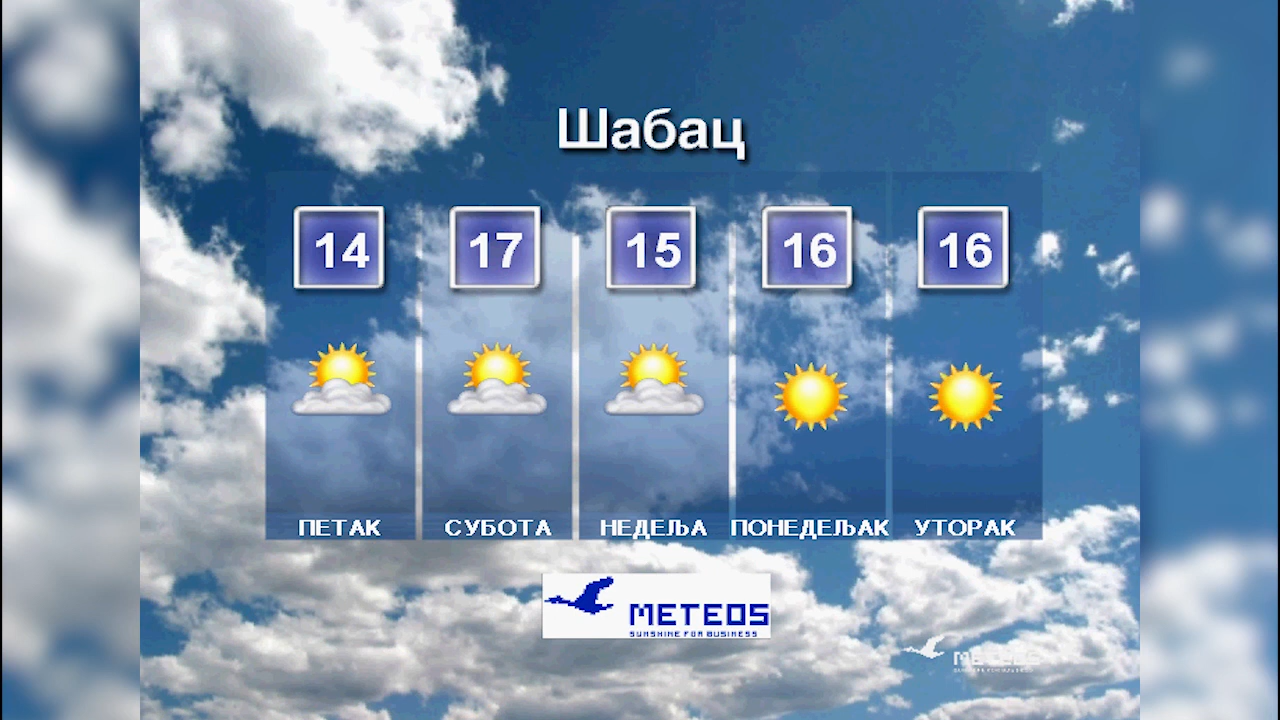 Шабац
14 17 15 16 16
ПЕТАК СУБОТА НЕДЕЉА ПОНЕДЕЉАК УТОРАК
METEOS
SUNSHINE FOR BUSINESS